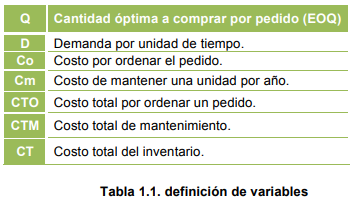 Q Cantidad óptima a comprar por pedido (EOQ)
D Demanda por unidad de tiempo.
Co Costo por ordenar el pedido.
Cm Costo de mantener una unidad por año.
CTO Costo total por ordenar un pedido.
CTM Costo total de mantenimiento.
CT Costo total del inventario.
Tabla 1.1. definición de variables